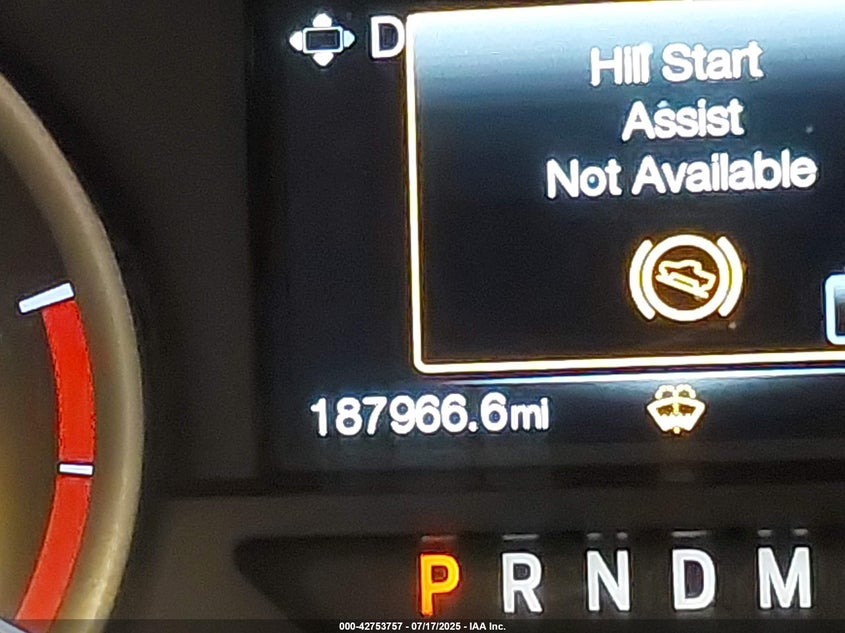 D
Hill Start
Assist
Not Available
187966.6mi
P R N D M
000-42753757 - 07/17/2025 - IAA Inc.